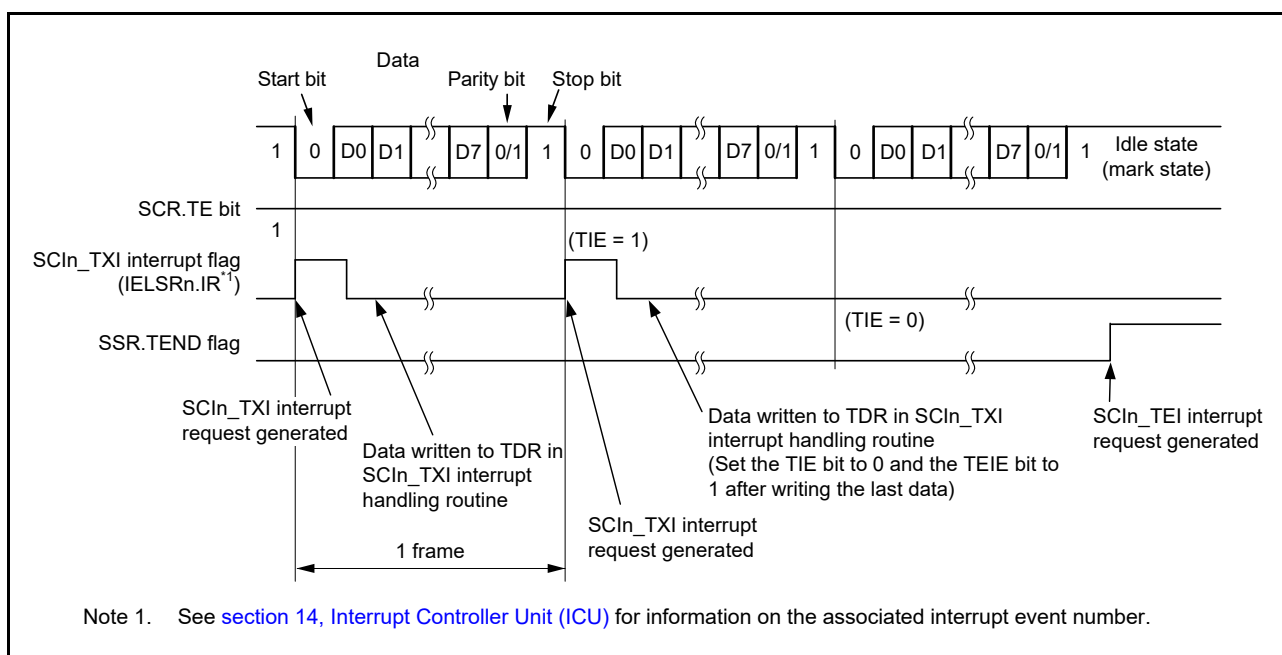 Data
Start bit
Parity bit
Stop bit
1 0 D0 D1 D7 0/1 1 0 D0 D1 D7 0/1 1 0 D0 D1 D7 0/1 1
Idle state
(mark state)
SCR.TE bit
1
(TIE = 1)
SCIn_TXI interrupt flag
(IELSRn.IR*1)
(TIE = 0)
SSR.TEND flag
SCIn_TXI interrupt
request generated
Data written to TDR in
SCIn_TXI interrupt
handling routine
Data written to TDR in SCIn_TXI
interrupt handling routine
(Set the TIE bit to 0 and the TEIE bit to
1 after writing the last data)
SCIn_TEI interrupt
request generated
SCIn_TXI interrupt
request generated
1 frame
Note 1. See section 14, Interrupt Controller Unit (ICU) for information on the associated interrupt event number.